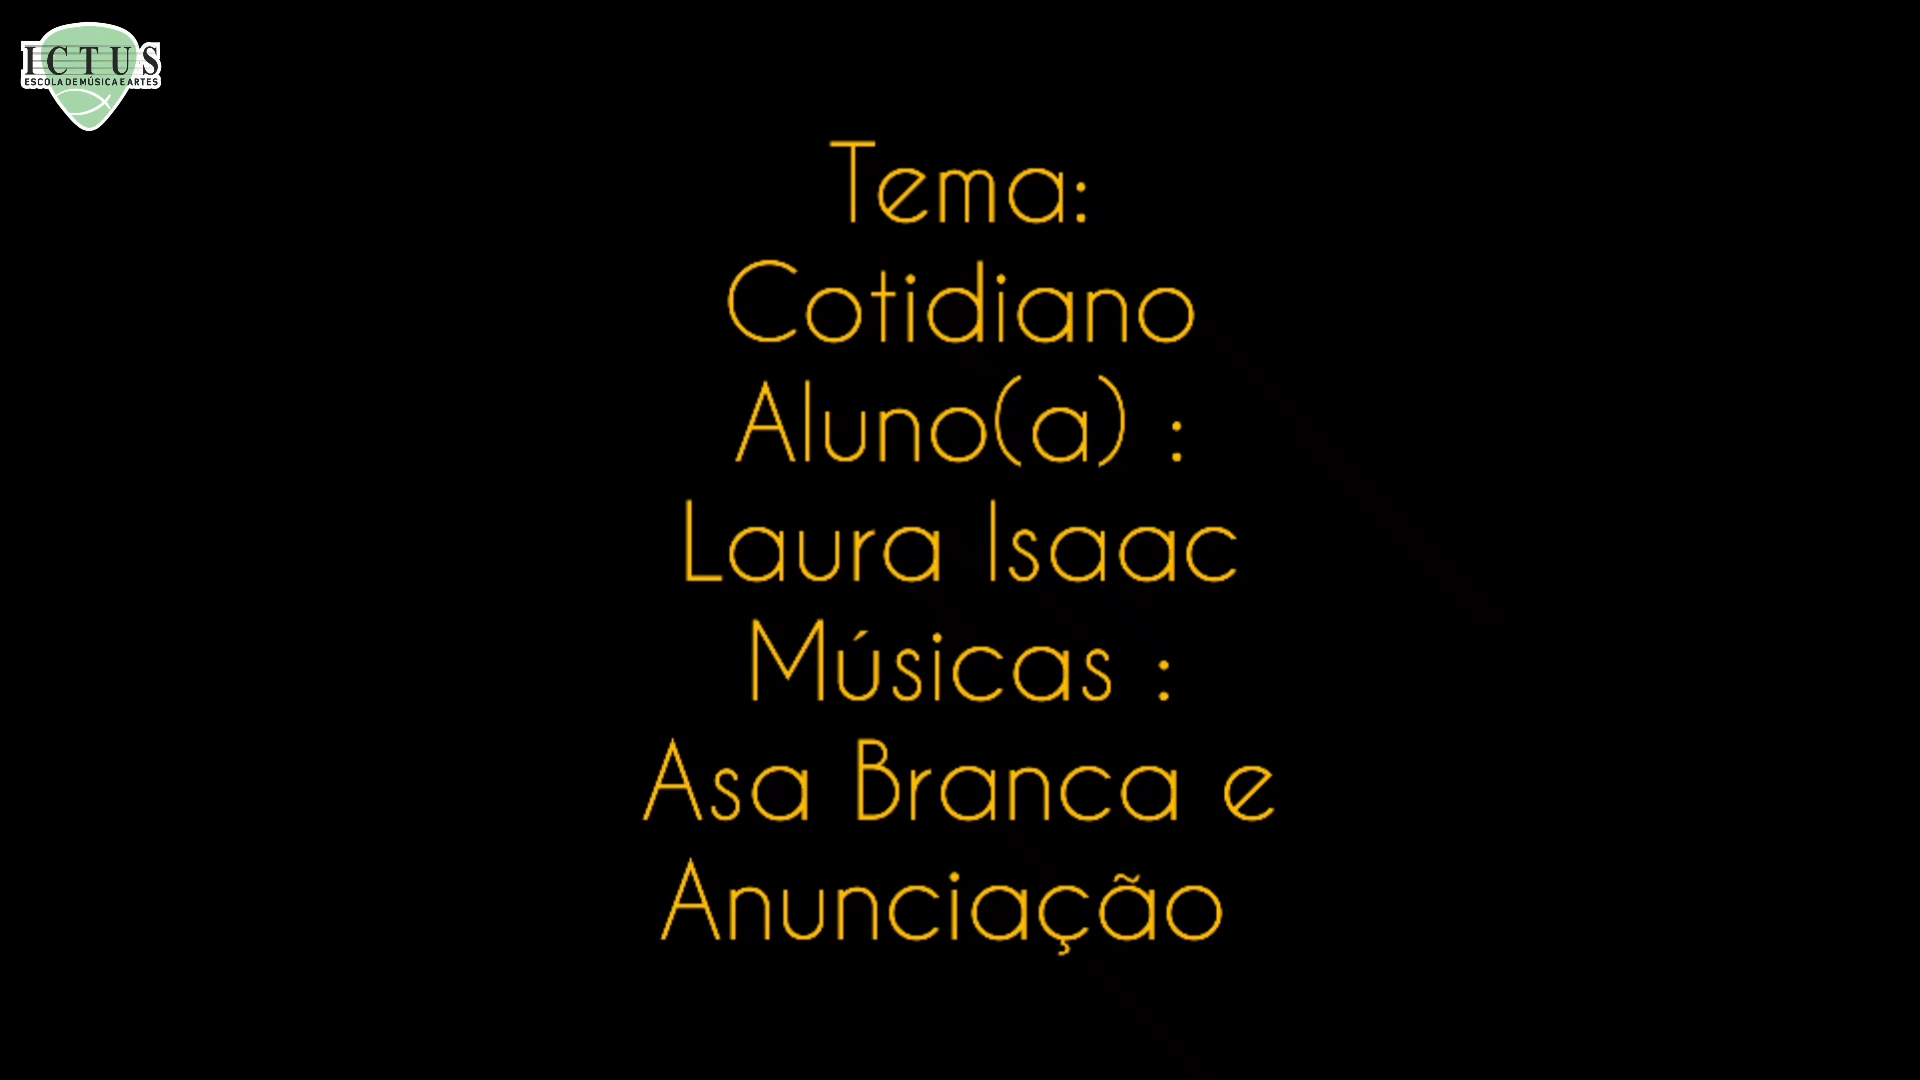 ICTUS
ESCOLA DE MÚSICA E ARTES
Tema:
Cotidiano
Aluno(a) :
Laura Isaac
Músicas :
Asa Branca e
Anunciação